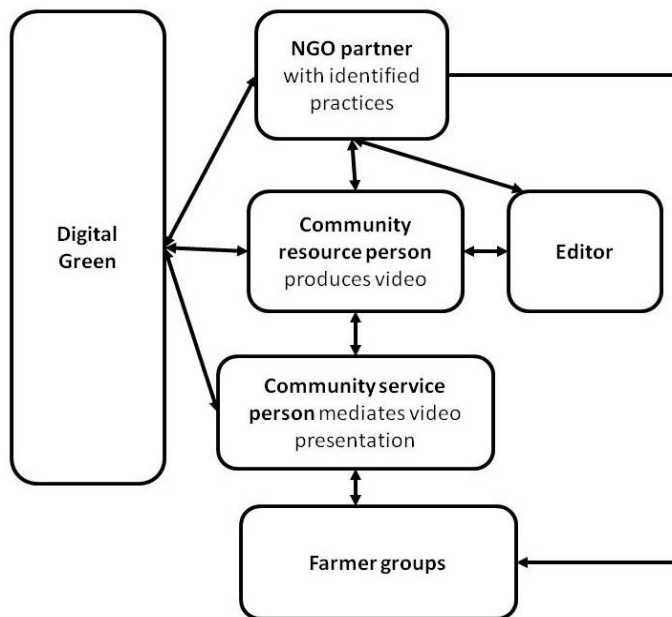 NGO partner
with identified
practices
Digital
Green
Community
resource person
produces video
Editor
Community service
person mediates video
presentation
Farmer groups